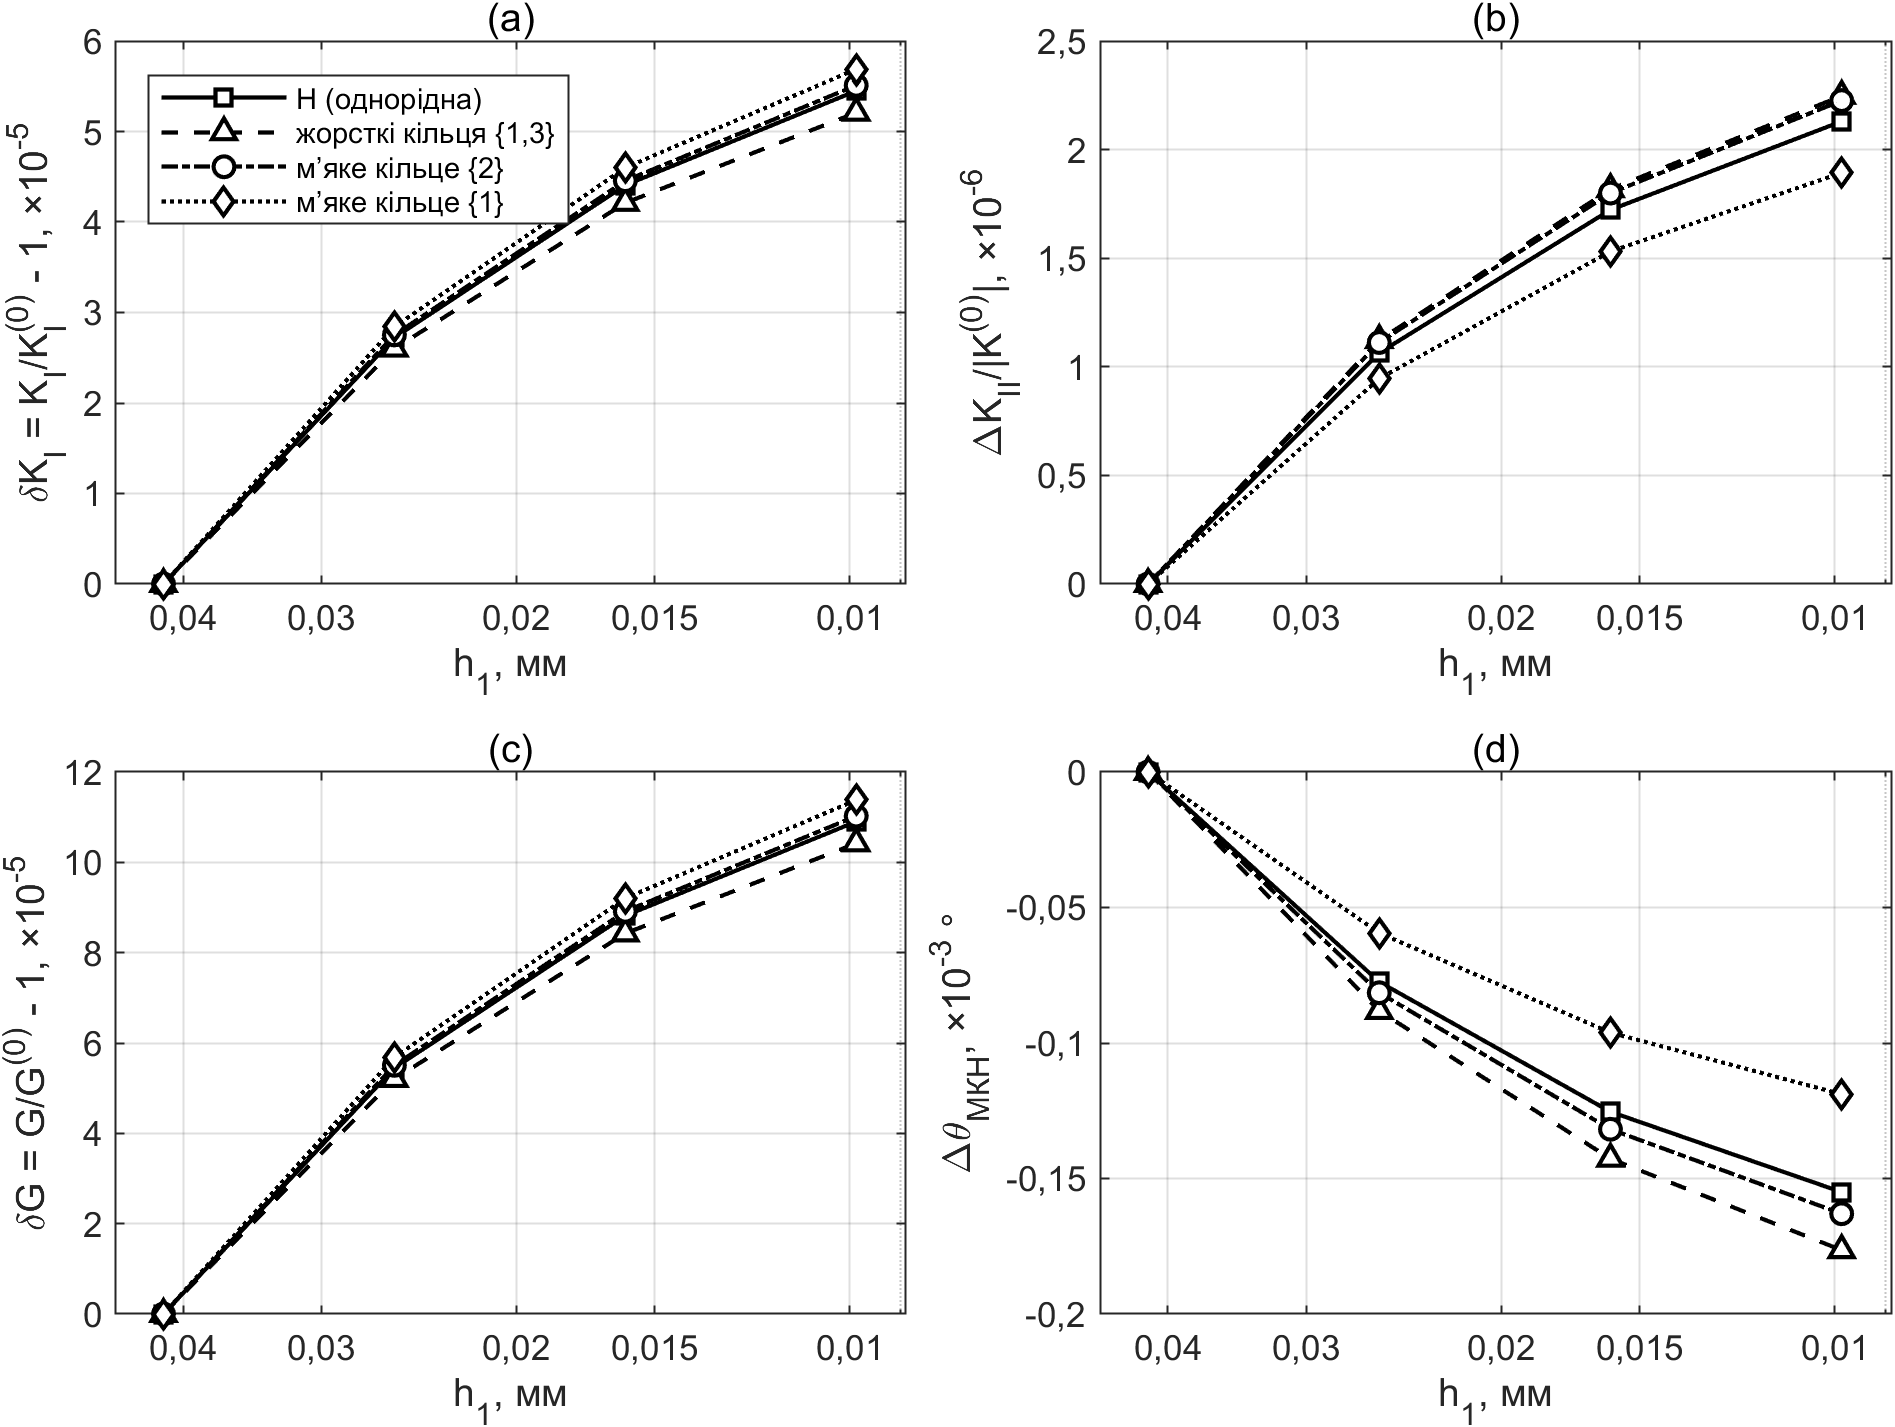 (a)
6
5
4
3
2
1
0
δK_I = K_I/K_I^(0) - 1, ×10^-5
H (однорідна)
жорсткі кільця {1,3}
м’яке кільце {2}
м’яке кільце {1}
0,04 0,03 0,02 0,015 0,01
h_1, мм
(b)
2,5
2
1,5
1
0,5
0
ΔK_II/|K^(0)|, ×10^-6
0,04 0,03 0,02 0,015 0,01
h_1, мм
(c)
12
10
8
6
4
2
0
δG = G/G^(0) - 1, ×10^-5
0,04 0,03 0,02 0,015 0,01
h_1, мм
(d)
0
-0,05
-0,1
-0,15
-0,2
Δθ_МКН, ×10^-3 °
0,04 0,03 0,02 0,015 0,01
h_1, мм